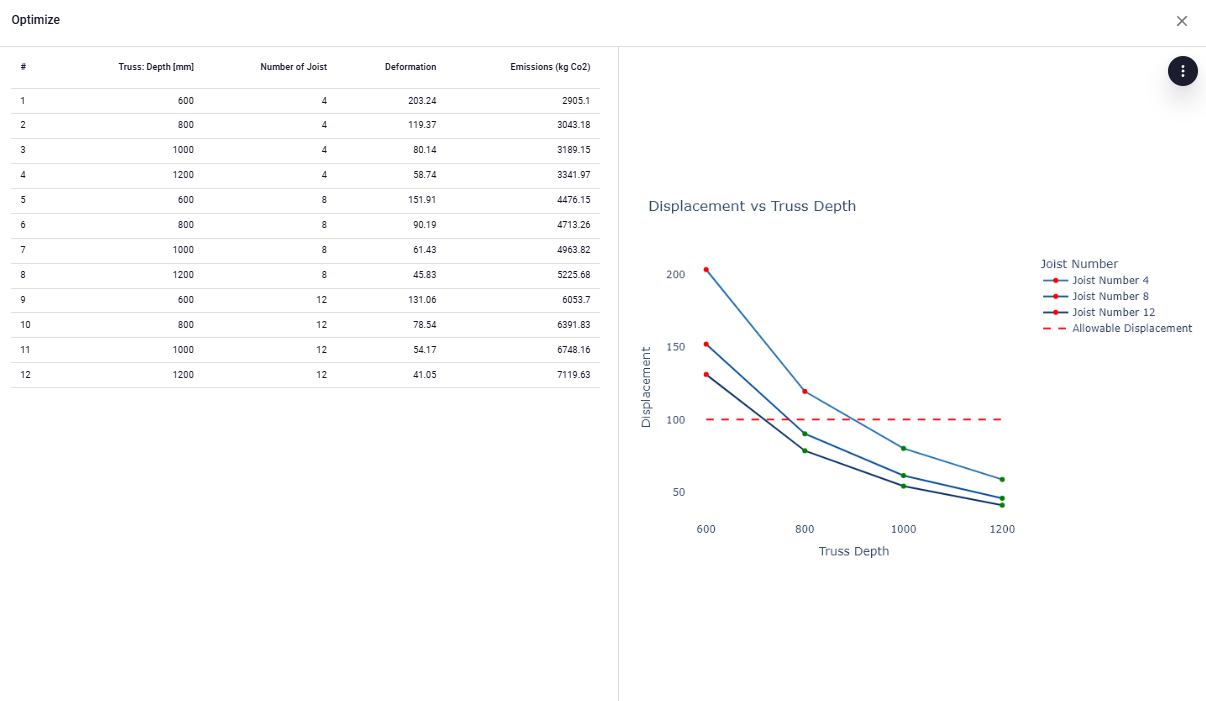 Optimize
# Truss: Depth [mm] Number of Joist Deformation Emissions (kg Co2)
1 600 4 203.24 2905.1
2 800 4 119.37 3043.18
3 1000 4 80.14 3189.15
4 1200 4 58.74 3341.97
5 600 8 151.91 4476.15
6 800 8 90.19 4713.26
7 1000 8 61.43 4963.82
8 1200 8 45.83 5225.68
9 600 12 131.06 6053.7
10 800 12 78.54 6391.83
11 1000 12 54.17 6748.16
12 1200 12 41.05 7119.63
Displacement vs Truss Depth
200
150
100
50
Displacement
600 800 1000 1200
Truss Depth
Joist Number
Joist Number 4
Joist Number 8
Joist Number 12
Allowable Displacement